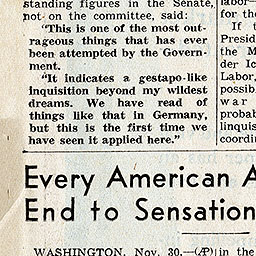 standing figures in the Senate,
not on the committee, said:
"This is one of the most out-
rageous things that has ever
been attempted by the Govern-
ment.
"It indicates a gestapo-like
inquisition beyond my wildest
dreams. We have read of
things like that in Germany,
but this is the first time we
have seen it applied here."
labor—
for the
If t
Presid
the M
der Ic
Labor,
possibl
war
probab
linquis
coordi
Every American A
End to Sensation
WASHINGTON, Nov. 30.—(AP)
in the